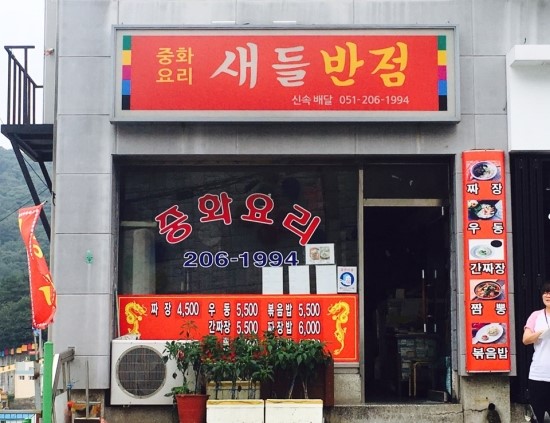 중화
요리
새들반점
신속 배달 051-206-1994
중화요리
206-1994
짜 장 4,500 우 동 5,500 볶음밥 5,500
간짜장 5,500 짜장밥 6,000
짜 장
우 동
간짜장
짬 뽕
볶음밥